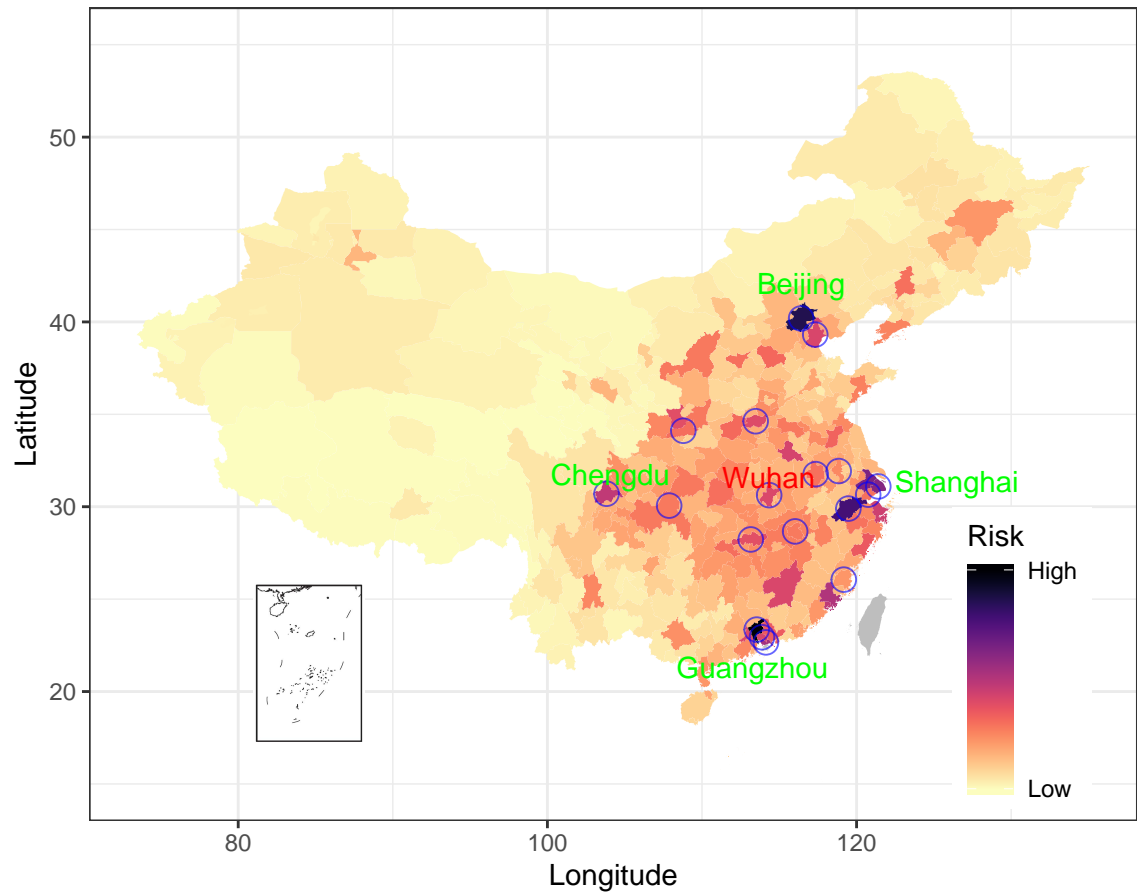 50
40
30
20
Latitude
Beijing
Chengdu
Wuhan
Shanghai
Guangzhou
Risk
High
Low
80
100
120
Longitude